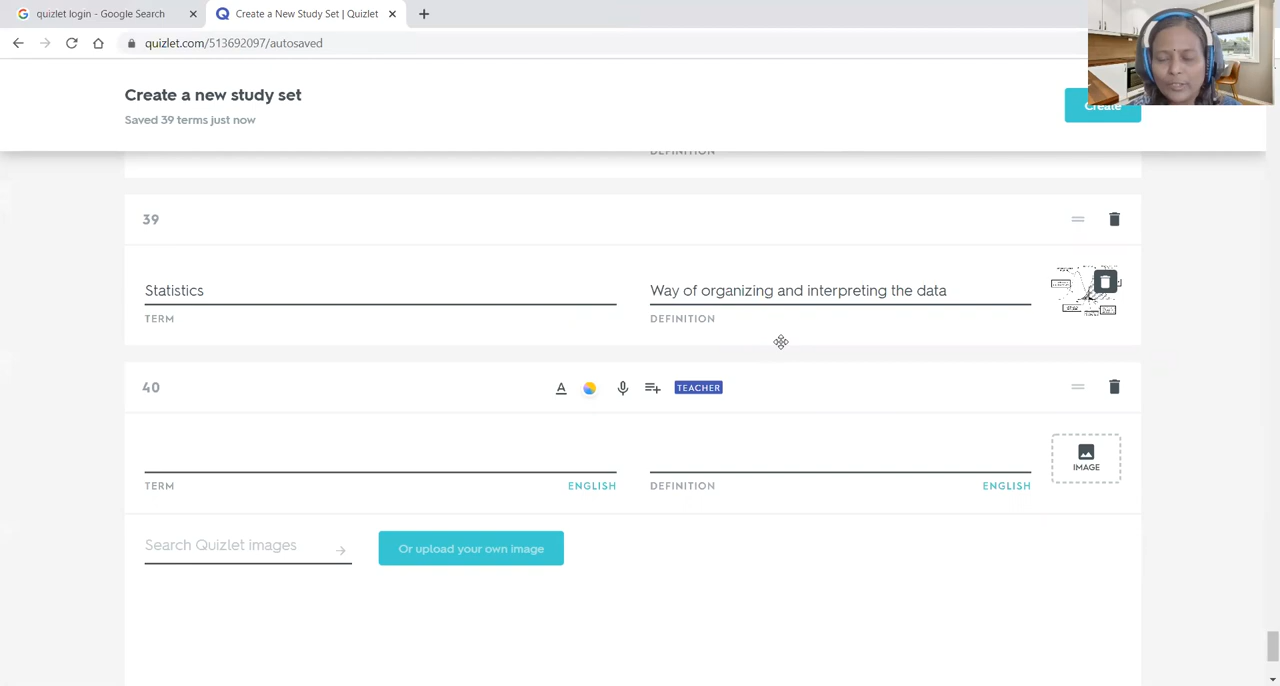 quizlet login - Google Search
Create a New Study Set | Quizlet
quizlet.com/513692097/autosaved
Create a new study set
Saved 39 terms just now
Create
DEFINITION
39
Statistics
Way of organizing and interpreting the data
TERM
DEFINITION
40
A
TEACHER
IMAGE
TERM
ENGLISH
DEFINITION
ENGLISH
Search Quizlet images
Or upload your own image